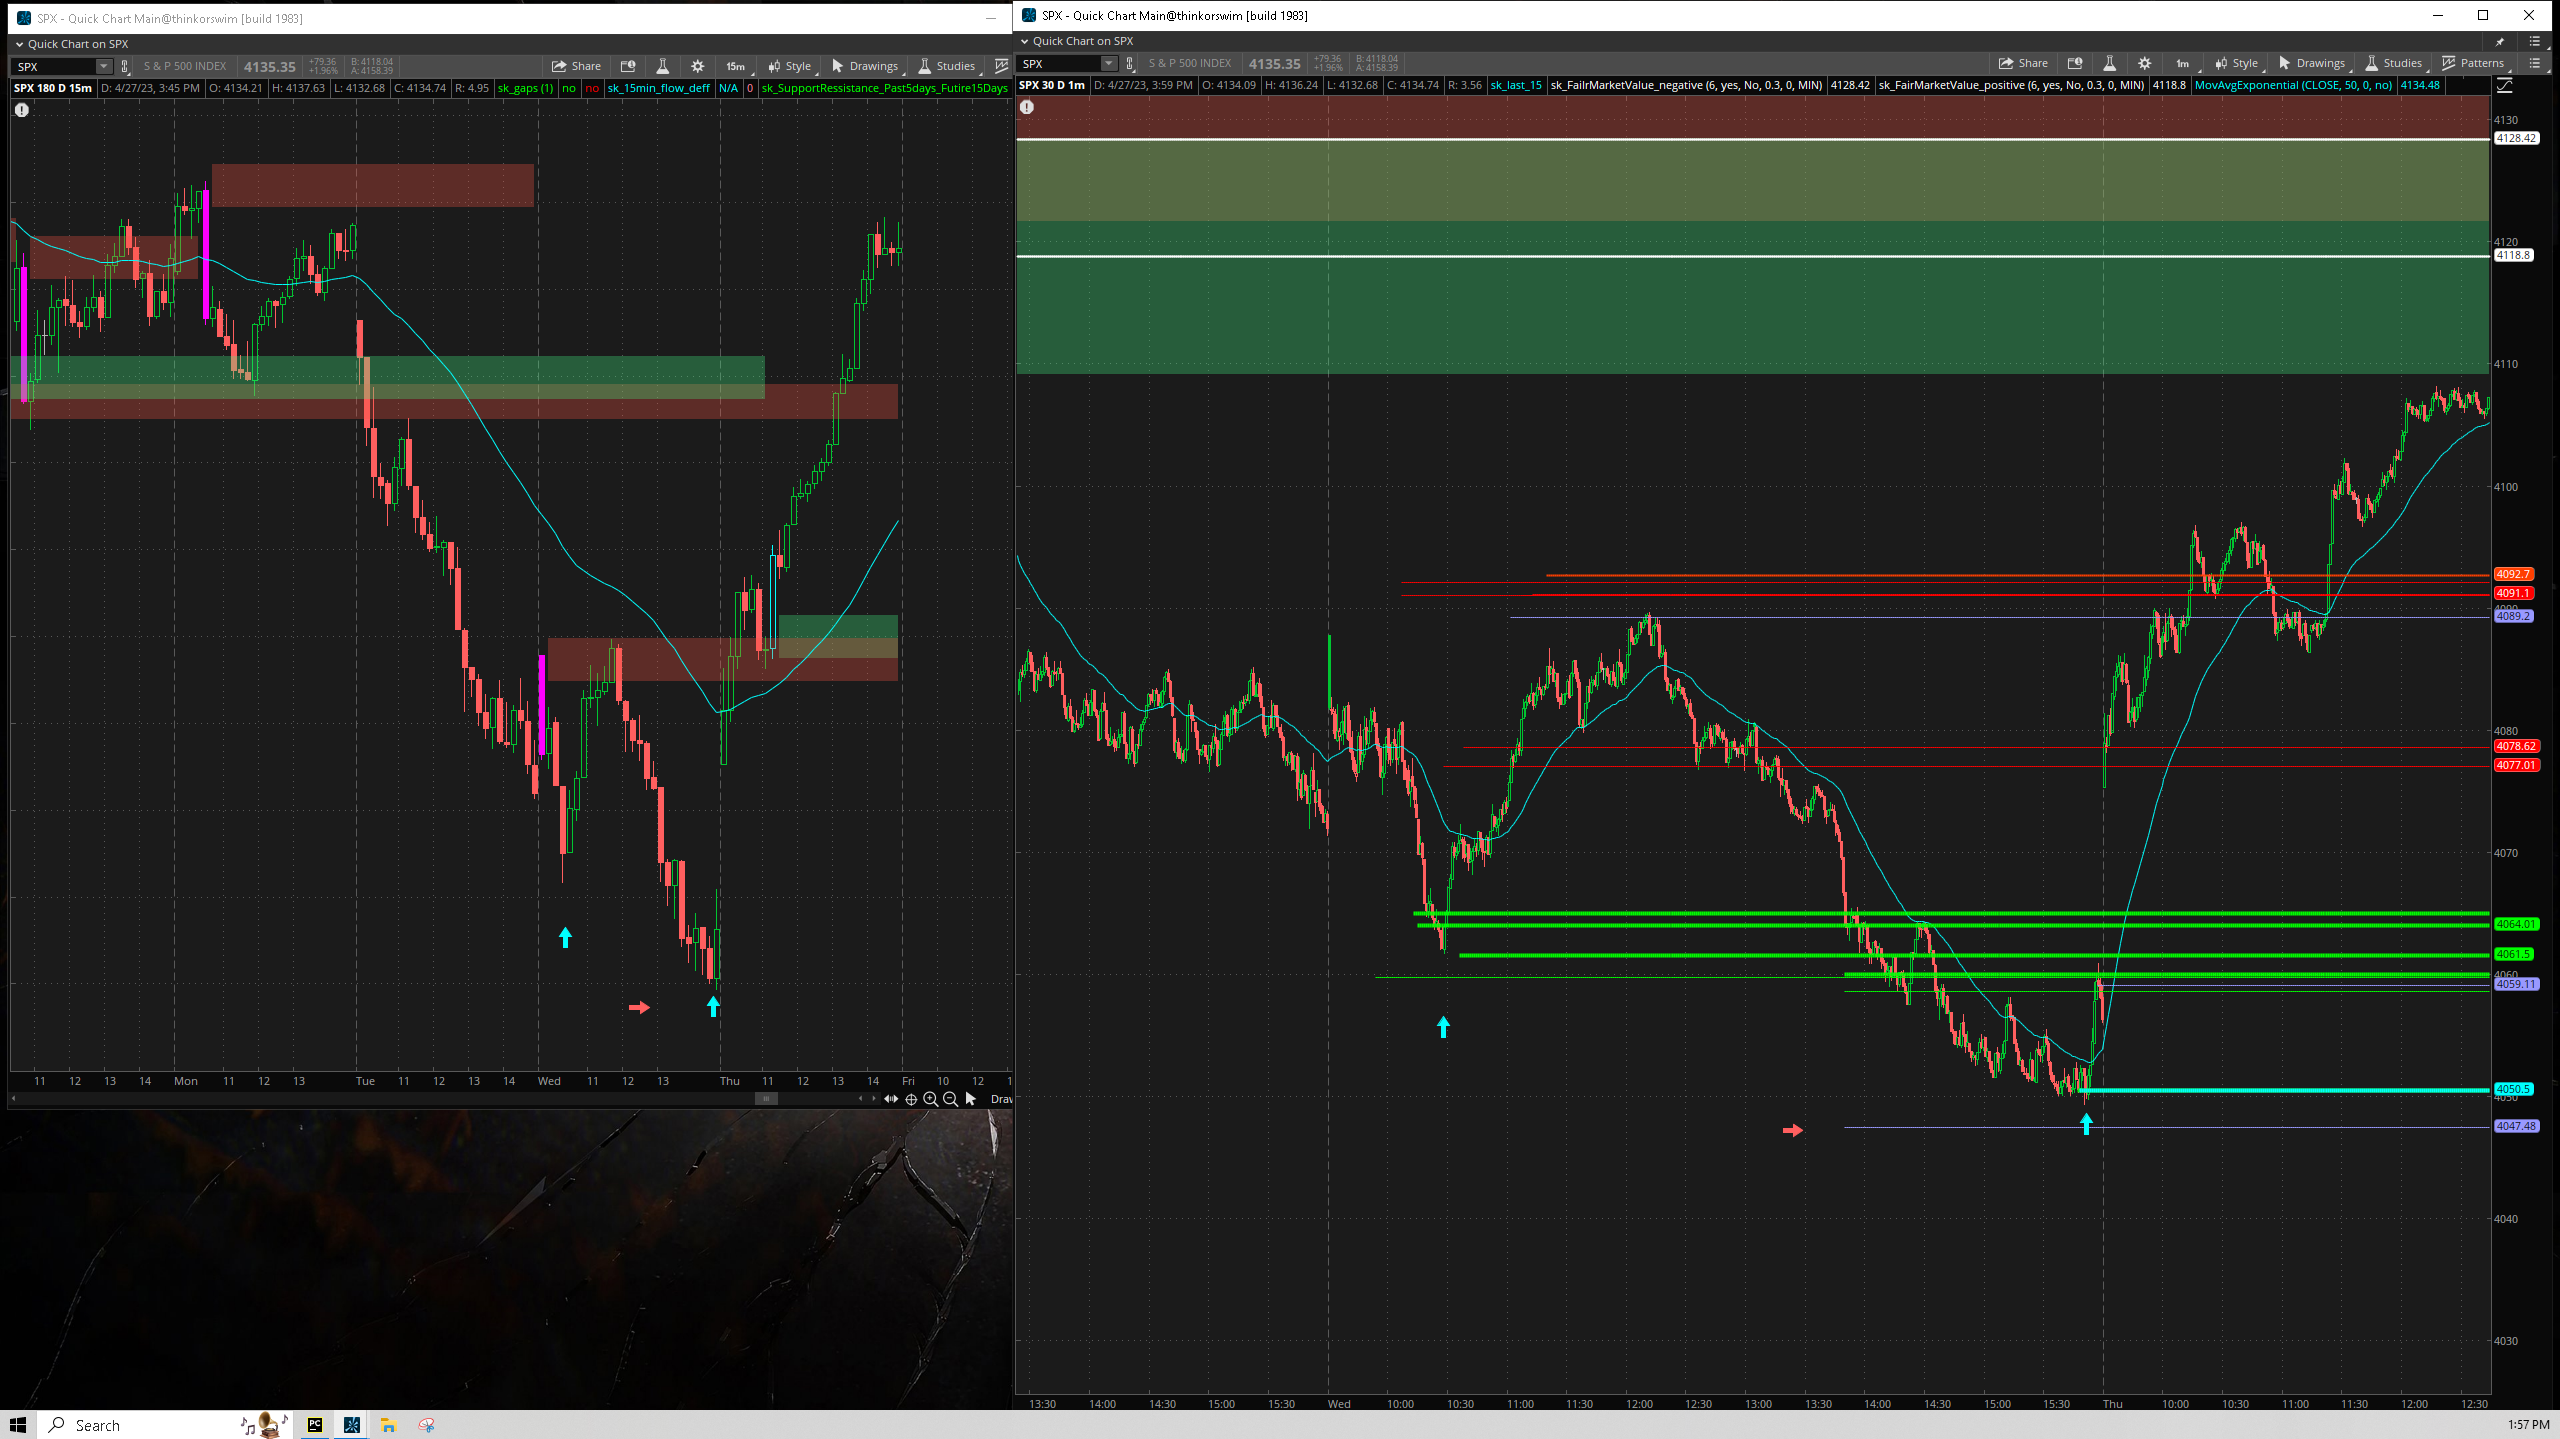 SPX - Quick Chart Main@thinkorswim [build 1983]
Quick Chart on SPX
SPX S & P 500 INDEX 4135.35 +79.36 +1.96% B: 4118.04 A: 4158.39 Share 15m Style Drawings Studies
SPX 180 D 15m D: 4/27/23, 3:45 PM O: 4134.21 H: 4137.63 L: 4132.68 C: 4134.74 R: 4.95 sk_gaps (1) no no sk_15min_flow_deff N/A 0 sk_SupportRessistance_Past5days_Futire15Days
11 12 13 14 Mon 11 12 13 Tue 11 12 13 14 Wed 11 12 13 Thu 11 12 13 14 Fri 10 12 1
Draw
SPX - Quick Chart Main@thinkorswim [build 1983]
Quick Chart on SPX
SPX S & P 500 INDEX 4135.35 +79.36 +1.96% B: 4118.04 A: 4158.39 Share 1m Style Drawings Studies Patterns
SPX 30 D 1m D: 4/27/23, 3:59 PM O: 4134.09 H: 4136.24 L: 4132.68 C: 4134.74 R: 3.56 sk_last_15 sk_FailrMarketValue_negative (6, yes, No, 0.3, 0, MIN) 4128.42 sk_FairMarketValue_positive (6, yes, No, 0.3, 0, MIN) 4118.8 MovAvgExponential (CLOSE, 50, 0, no) 4134.48
4130
4128.42
4120
4118.8
4110
4100
4092.7
4091.1
4090
4089.2
4080
4078.62
4077.01
4070
4064.01
4061.5
4060
4059.11
4050.5
4050
4047.48
4040
4030
13:30 14:00 14:30 15:00 15:30 Wed 10:00 10:30 11:00 11:30 12:00 12:30 13:00 13:30 14:00 14:30 15:00 15:30 Thu 10:00 10:30 11:00 11:30 12:00 12:30
Search PC 1:57 PM